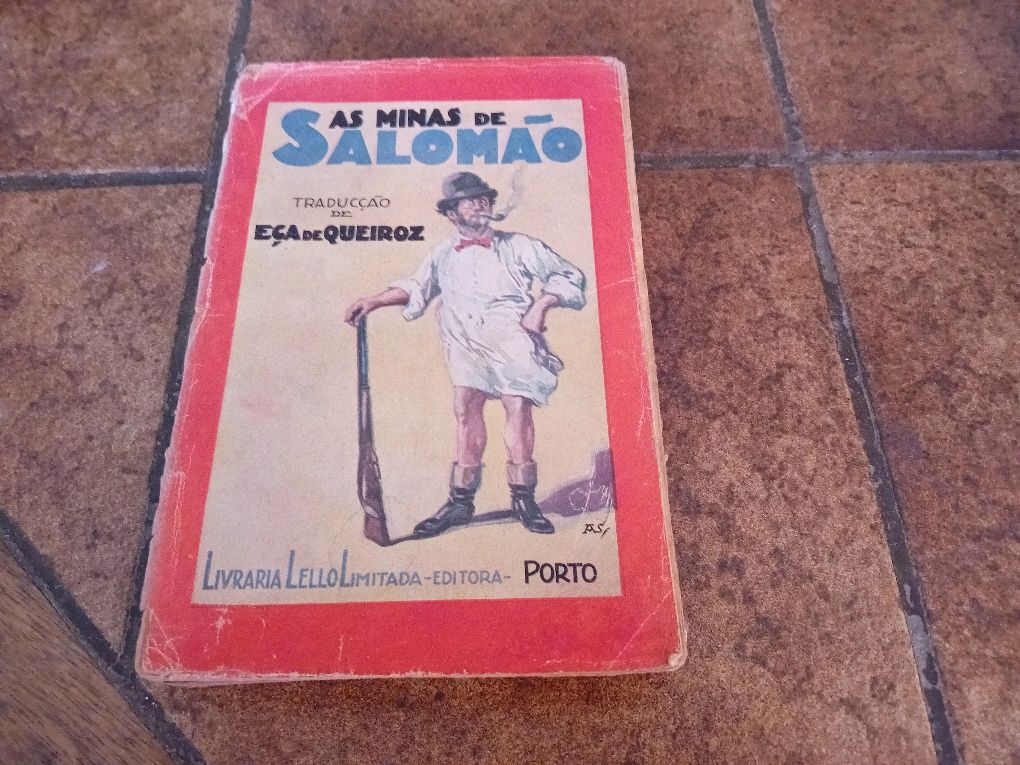 AS MINAS DE
SALOMÃO
TRADUCÇÃO
DE
EÇA DE QUEIROZ
LIVRARIA LELLO LIMITADA - EDITORA - PORTO